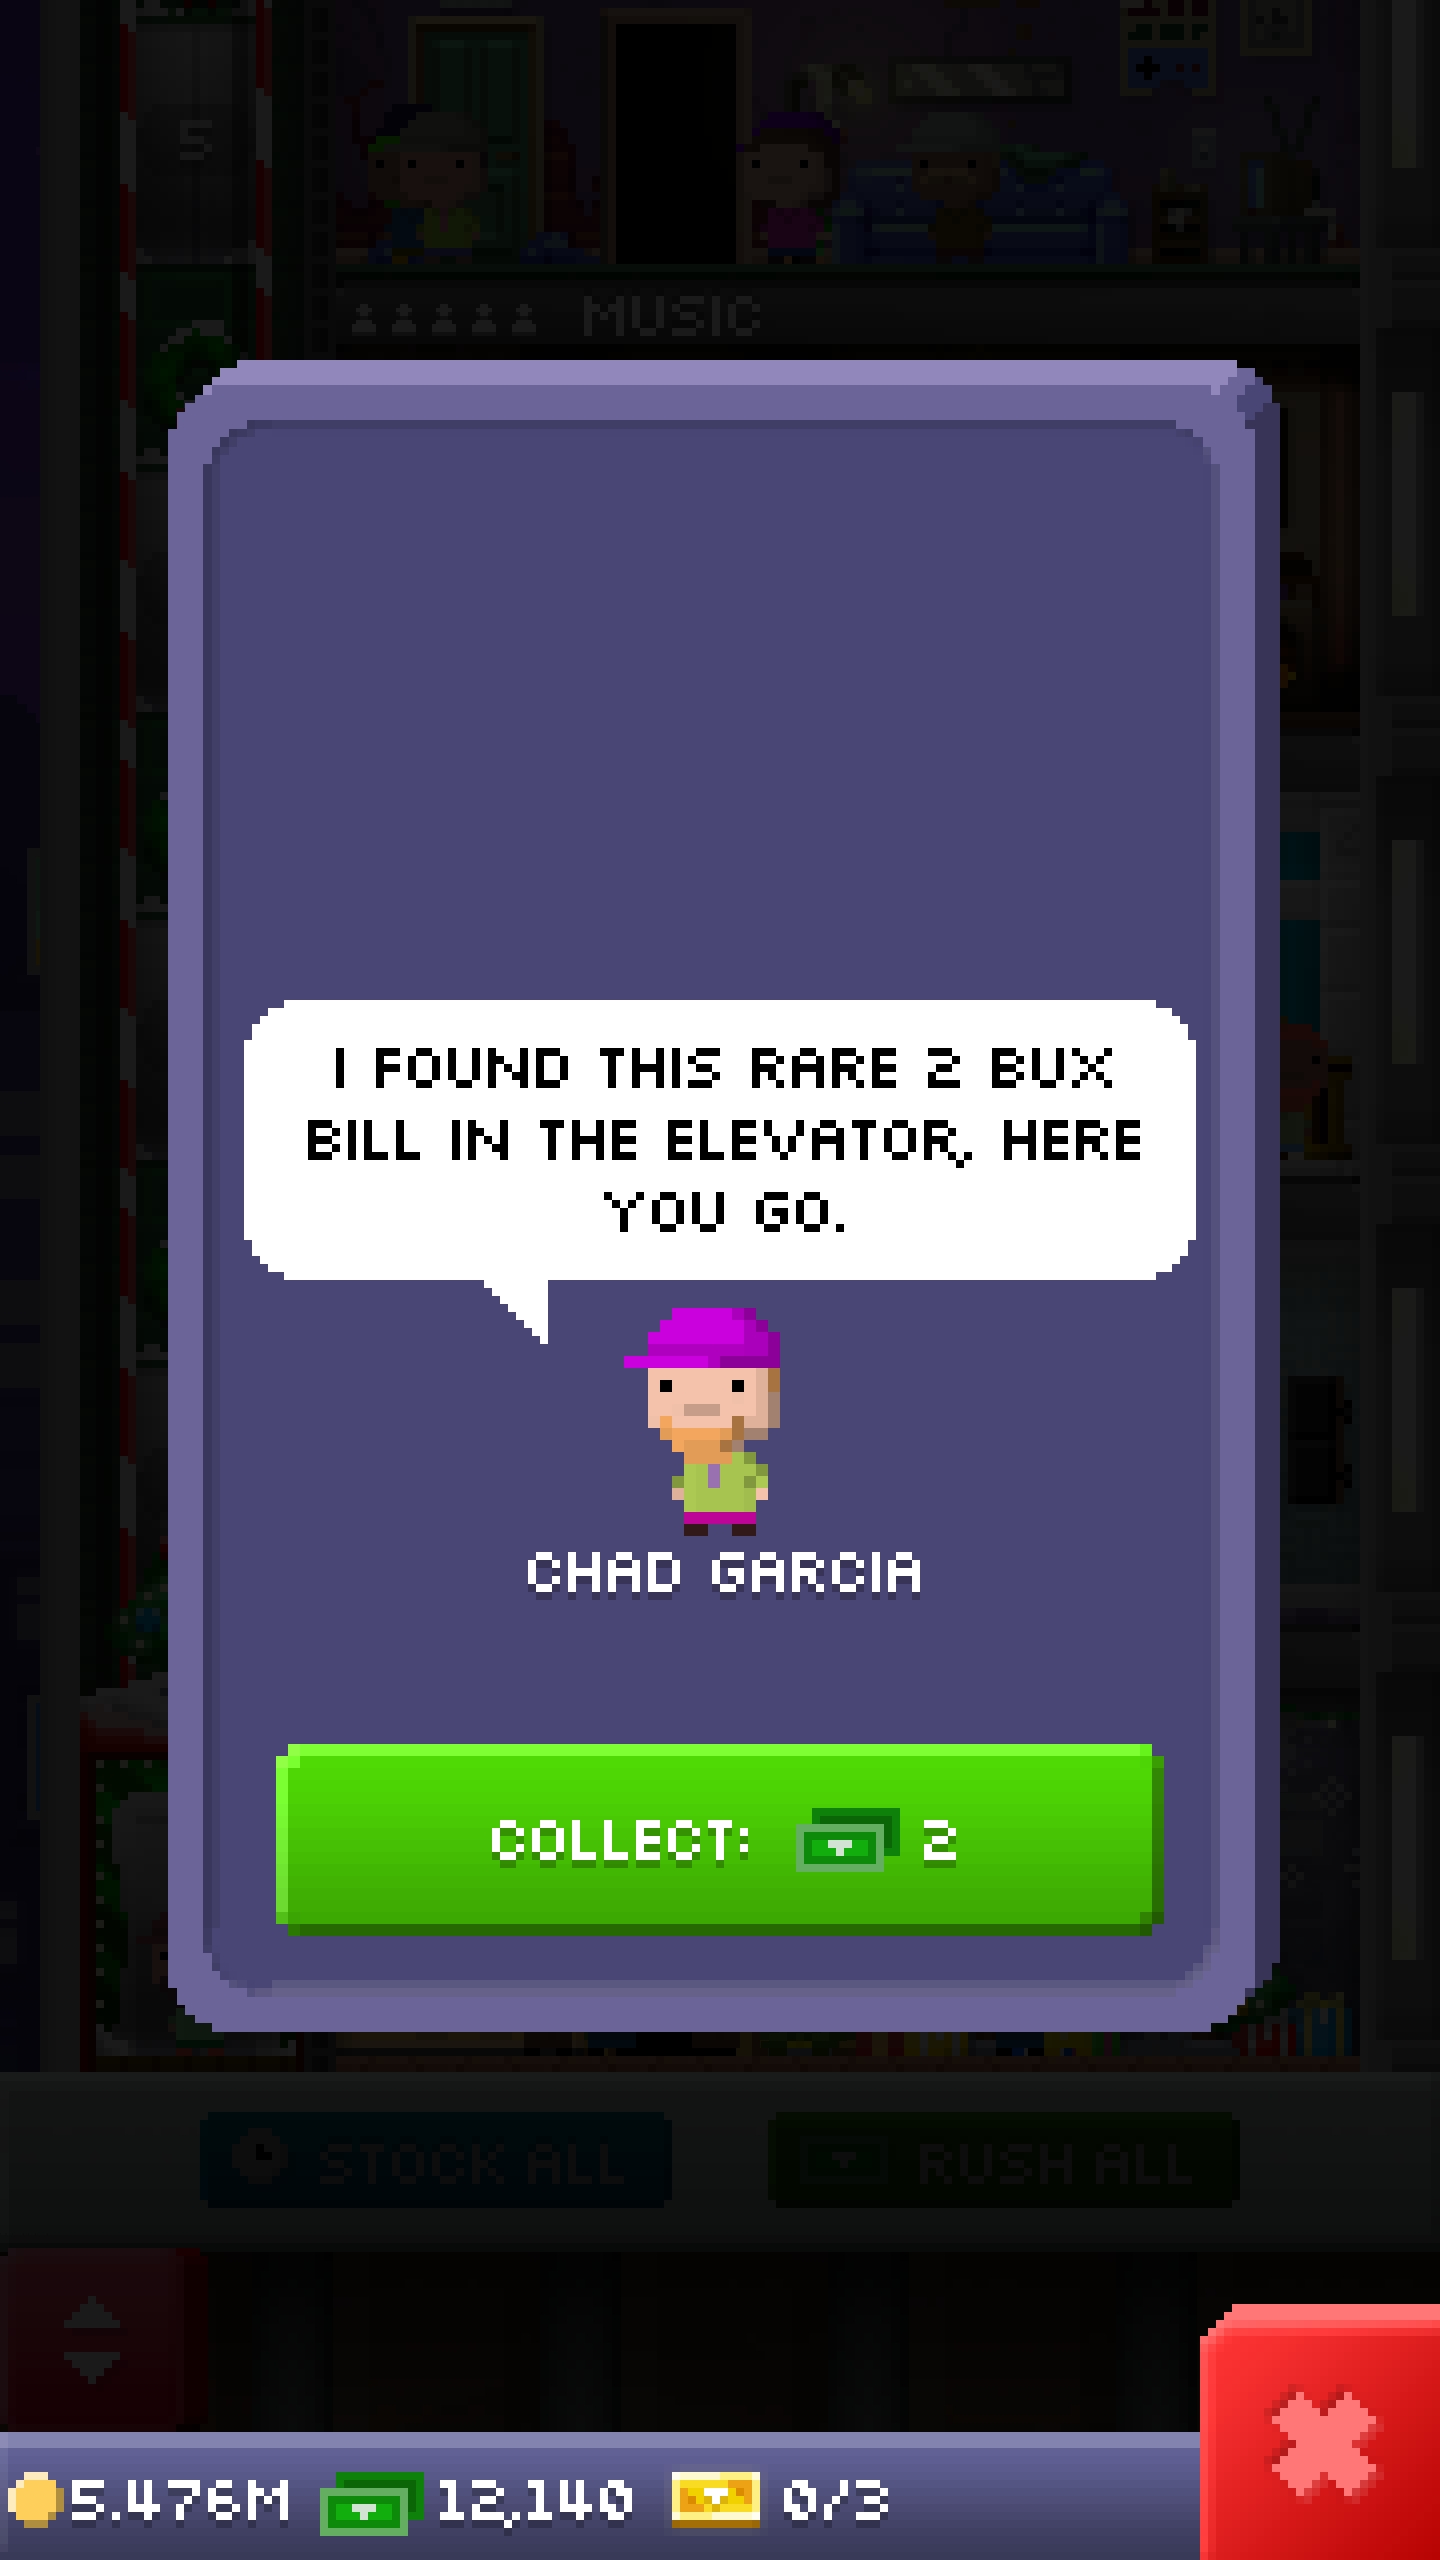 5
MUSIC
I FOUND THIS RARE 2 BUX
BILL IN THE ELEVATOR, HERE
YOU GO.
CHAD GARCIA
COLLECT: 2
STOCK ALL
RUSH ALL
5.476M 12,140 0/3